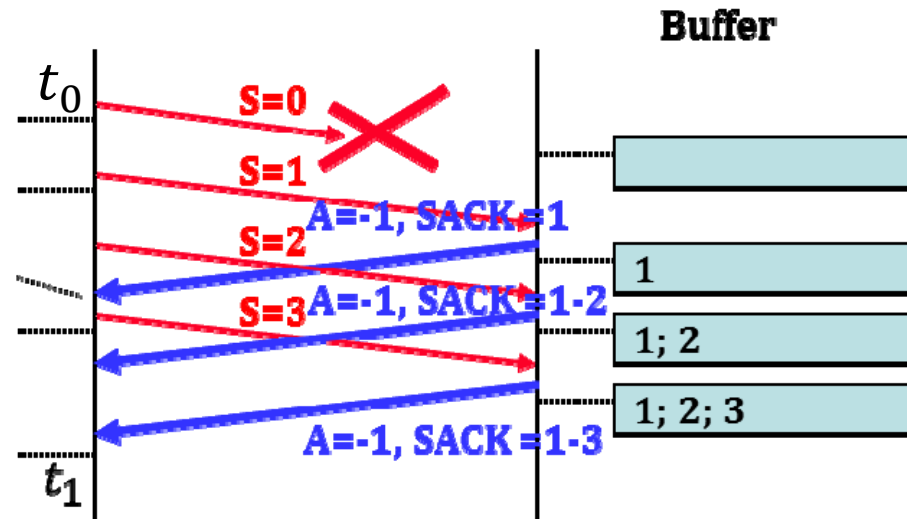 Buffer
t₀
S=0
S=1
A=-1, SACK =1
S=2
1
A=-1, SACK =1-2
S=3
1; 2
1; 2; 3
A=-1, SACK =1-3
t₁